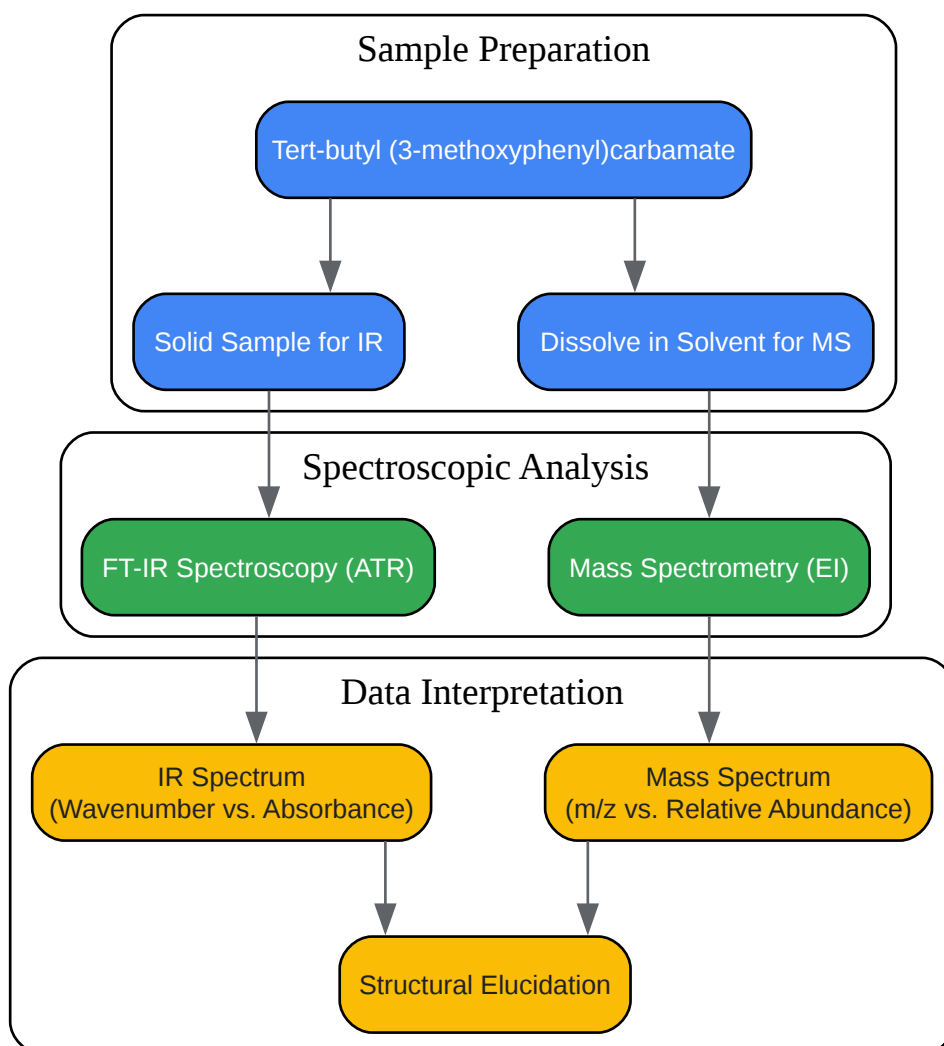 Sample Preparation
Tert-butyl (3-methoxyphenyl)carbamate
Solid Sample for IR
Dissolve in Solvent for MS
Spectroscopic Analysis
FT-IR Spectroscopy (ATR)
Mass Spectrometry (EI)
Data Interpretation
IR Spectrum
(Wavenumber vs. Absorbance)
Mass Spectrum
(m/z vs. Relative Abundance)
Structural Elucidation